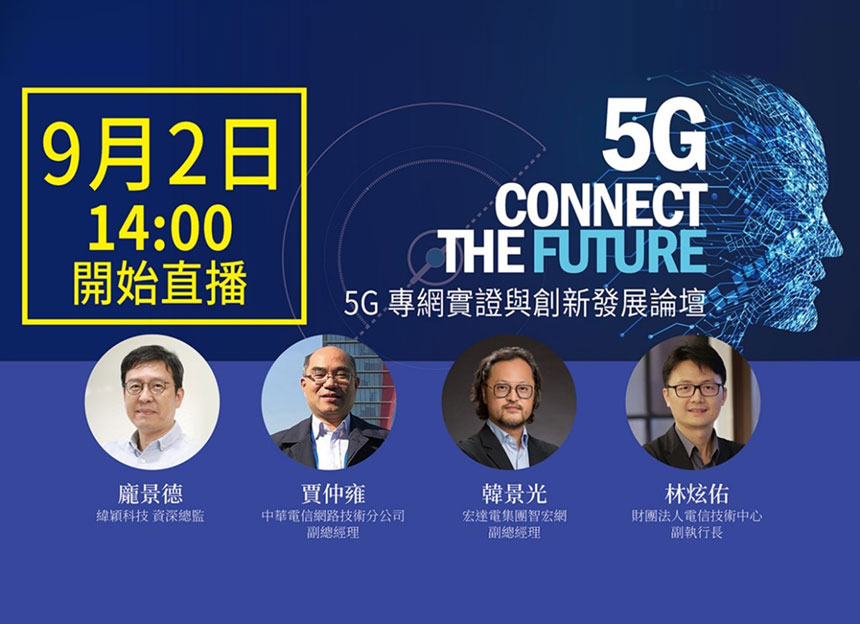 9月2日
14:00
開始直播
5G
CONNECT
THE FUTURE
5G 專網實證與創新發展論壇
龐景德
緯穎科技 資深總監
賈仲雍
中華電信網路技術分公司
副總經理
韓景光
宏達電集團智宏網
副總經理
林炫佑
財團法人電信技術中心
副執行長